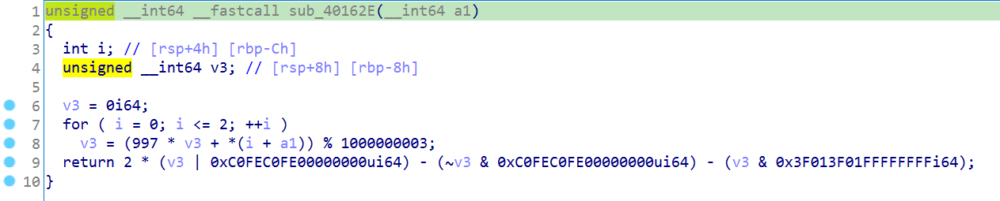 1 unsigned __int64 __fastcall sub_40162E(__int64 a1)
2 {
3 int i; // [rsp+4h] [rbp-Ch]
4 unsigned __int64 v3; // [rsp+8h] [rbp-8h]
5
6 v3 = 0i64;
7 for ( i = 0; i <= 2; ++i )
8 v3 = (997 * v3 + *(i + a1)) % 1000000003;
9 return 2 * (v3 | 0xC0FEC0FE00000000ui64) - (~v3 & 0xC0FEC0FE00000000ui64) - (v3 & 0x3F013F01FFFFFFFFi64);
10 }